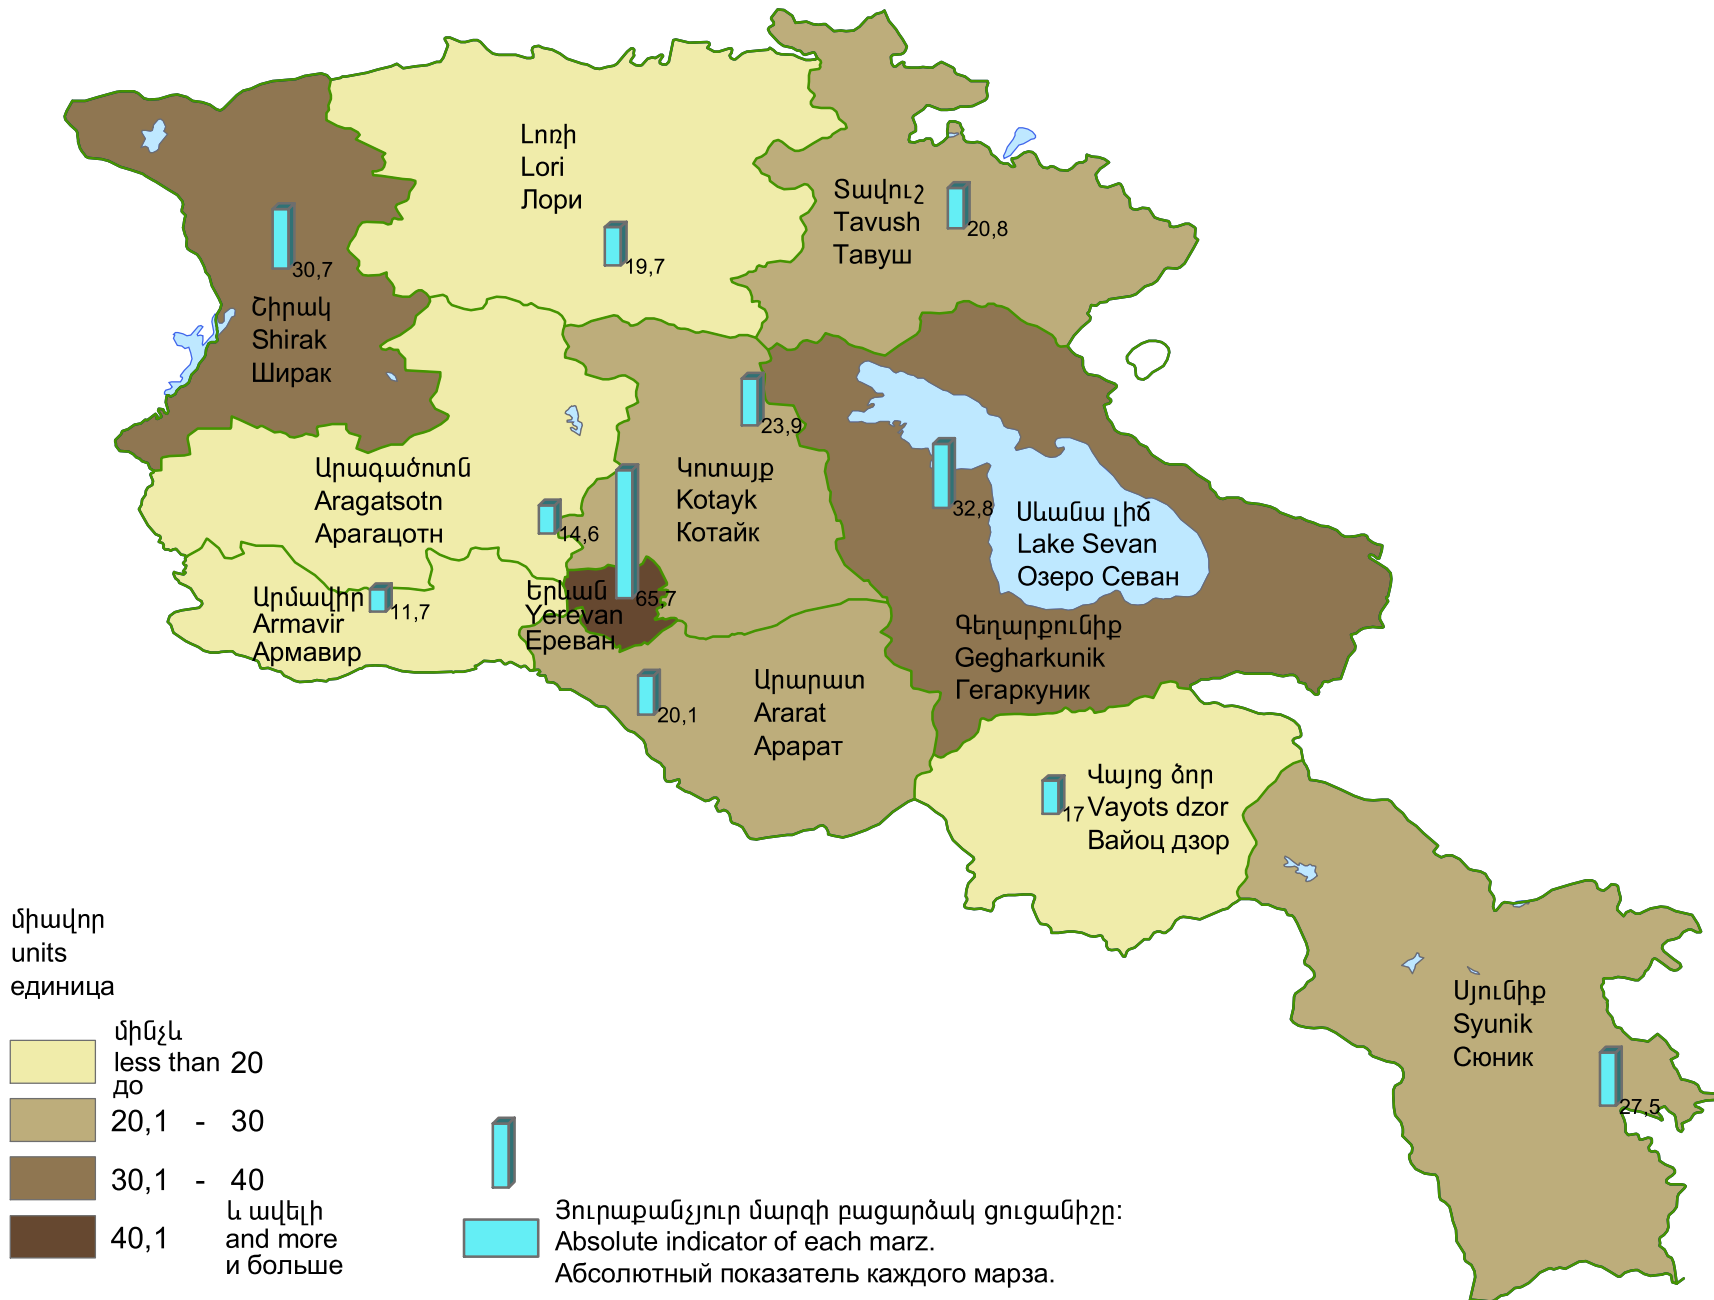 Լոռի
Lori
Лори
19,7
Տավուշ
Tavush
Тавуш
20,8
30,7
Շիրակ
Shirak
Ширак
23,9
Կոտայք
Kotayk
Котайк
Արագածոտն
Aragatsotn
Арагацотн
14,6
32,8
Սևանա լիճ
Lake Sevan
Озеро Севан
Արմավիր
Armavir
Армавир
11,7
Երևան
Yerevan
Ереван
65,7
Գեղարքունիք
Gegharkunik
Гегаркуник
20,1
Արարատ
Ararat
Арарат
17
Վայոց ձոր
Vayots dzor
Вайоц дзор
Սյունիք
Syunik
Сюник
27,5
միավոր
units
единица
մինչև
less than 20
до
20,1 - 30
30,1 - 40
40,1
և ավելի
and more
и больше
Յուրաքանչյուր մարզի բացարձակ ցուցանիշը:
Absolute indicator of each marz.
Абсолютный показатель каждого марза.